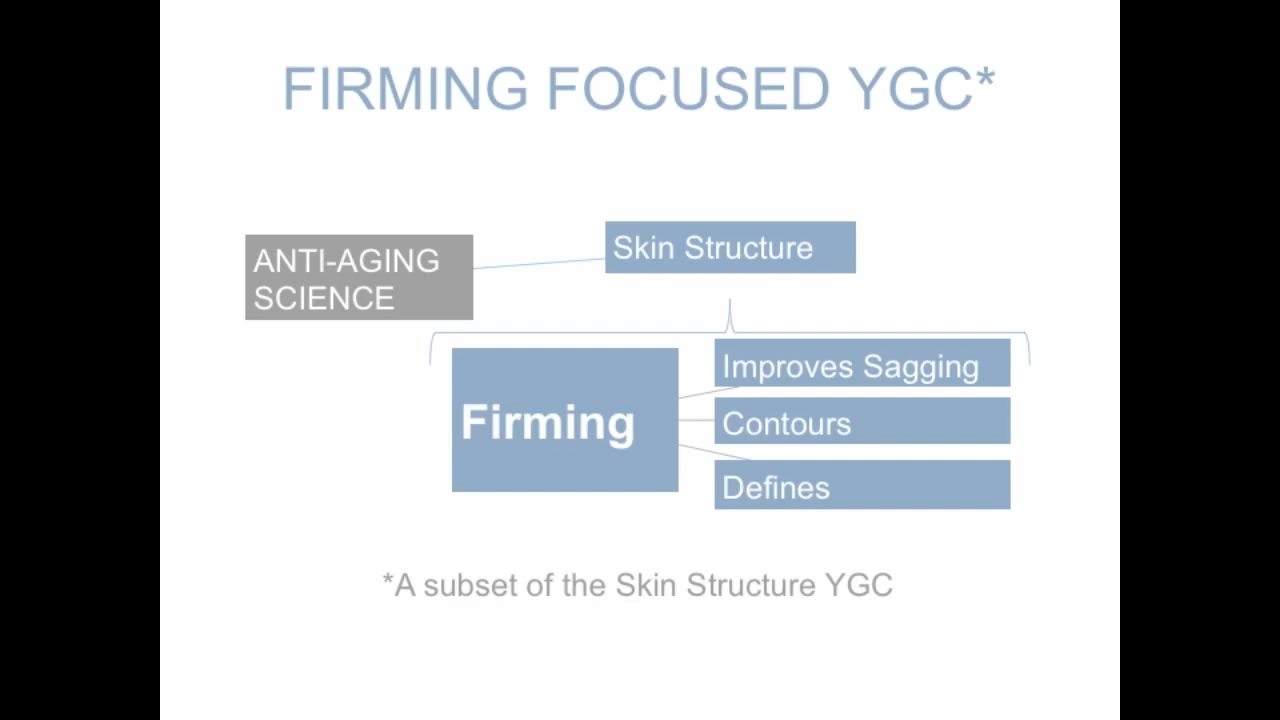 FIRMING FOCUSED YGC*
ANTI-AGING
SCIENCE
Skin Structure
Firming
Improves Sagging
Contours
Defines
*A subset of the Skin Structure YGC